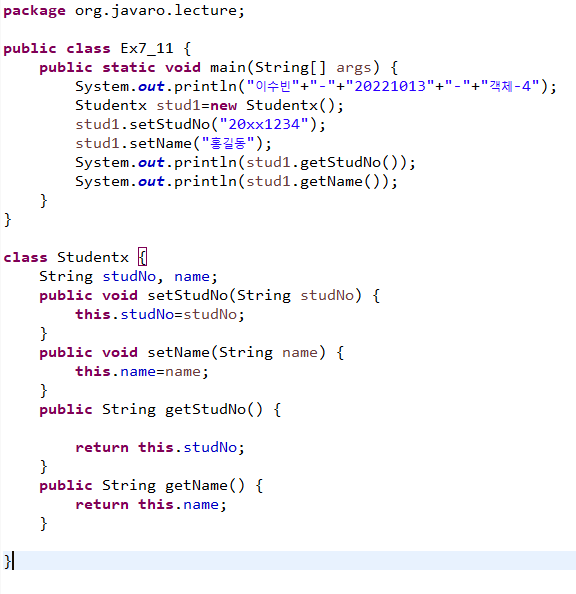 package org.javaro.lecture;
public class Ex7_11 {
public static void main(String[] args) {
System.out.println("이수빈"+"-"+"20221013"+"-"+"객체-4");
Studentx stud1=new Studentx();
stud1.setStudNo("20xx1234");
stud1.setName("홍길동");
System.out.println(stud1.getStudNo());
System.out.println(stud1.getName());
}
}
class Studentx {
String studNo, name;
public void setStudNo(String studNo) {
this.studNo=studNo;
}
public void setName(String name) {
this.name=name;
}
public String getStudNo() {
return this.studNo;
}
public String getName() {
return this.name;
}
}